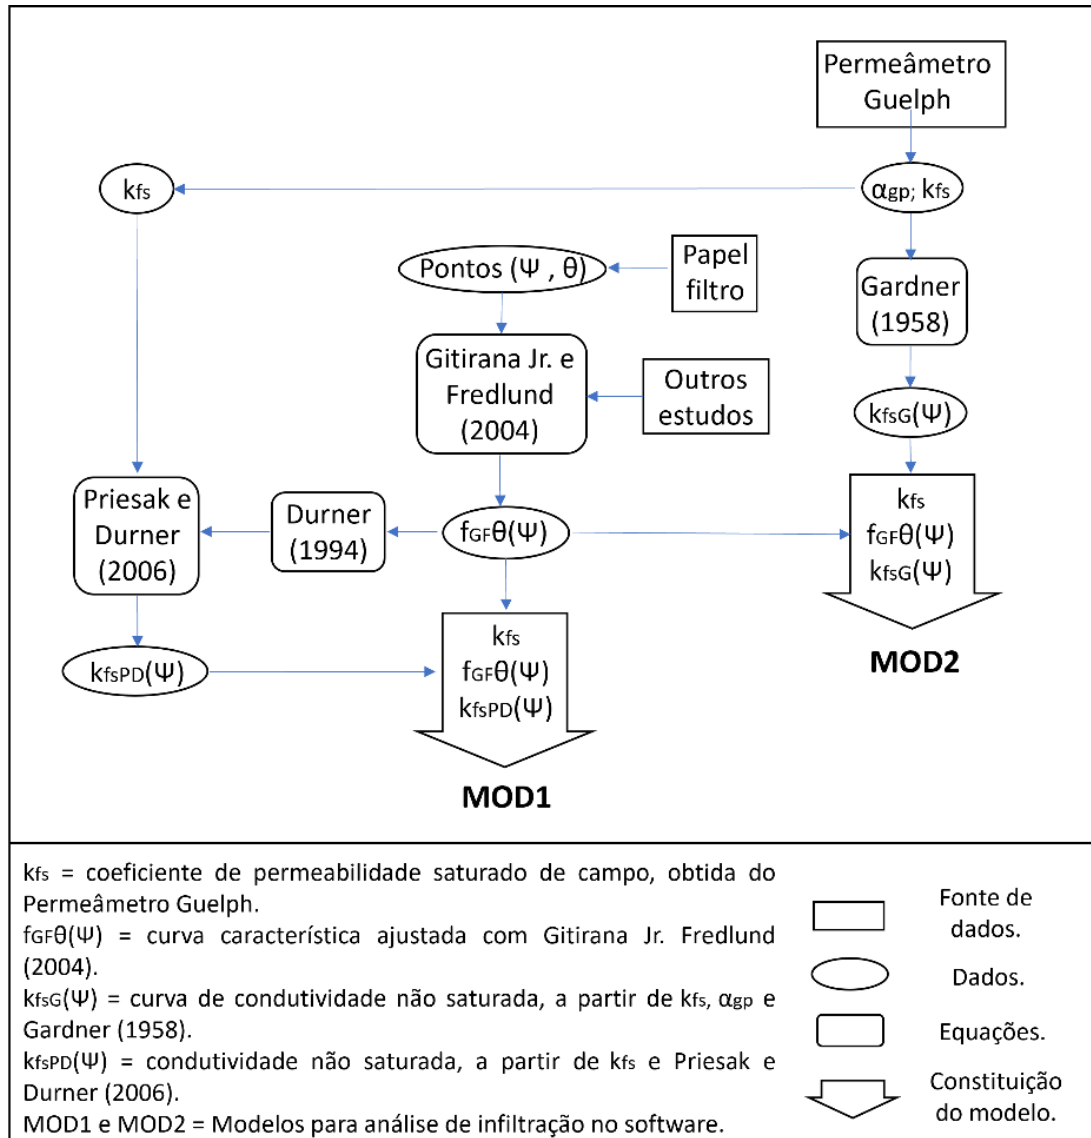 Permeâmetro
Guelph
kfs
αgp; kfs
Pontos (Ψ , θ)
Papel
filtro
Gardner
(1958)
Gitirana Jr. e
Fredlund
(2004)
Outros
estudos
kfsG(Ψ)
Priesak e
Durner
(2006)
Durner
(1994)
fGFθ(Ψ)
kfs
fGFθ(Ψ)
kfsG(Ψ)
MOD2
kfsPD(Ψ)
kfs
fGFθ(Ψ)
kfsPD(Ψ)
MOD1
kfs = coeficiente de permeabilidade saturado de campo, obtida do
Permeâmetro Guelph.
fGFθ(Ψ) = curva característica ajustada com Gitirana Jr. Fredlund
(2004).
kfsG(Ψ) = curva de condutividade não saturada, a partir de kfs, αgp e
Gardner (1958).
kfsPD(Ψ) = condutividade não saturada, a partir de kfs e Priesak e
Durner (2006).
MOD1 e MOD2 = Modelos para análise de infiltração no software.
Fonte de
dados.
Dados.
Equações.
Constituição
do modelo.